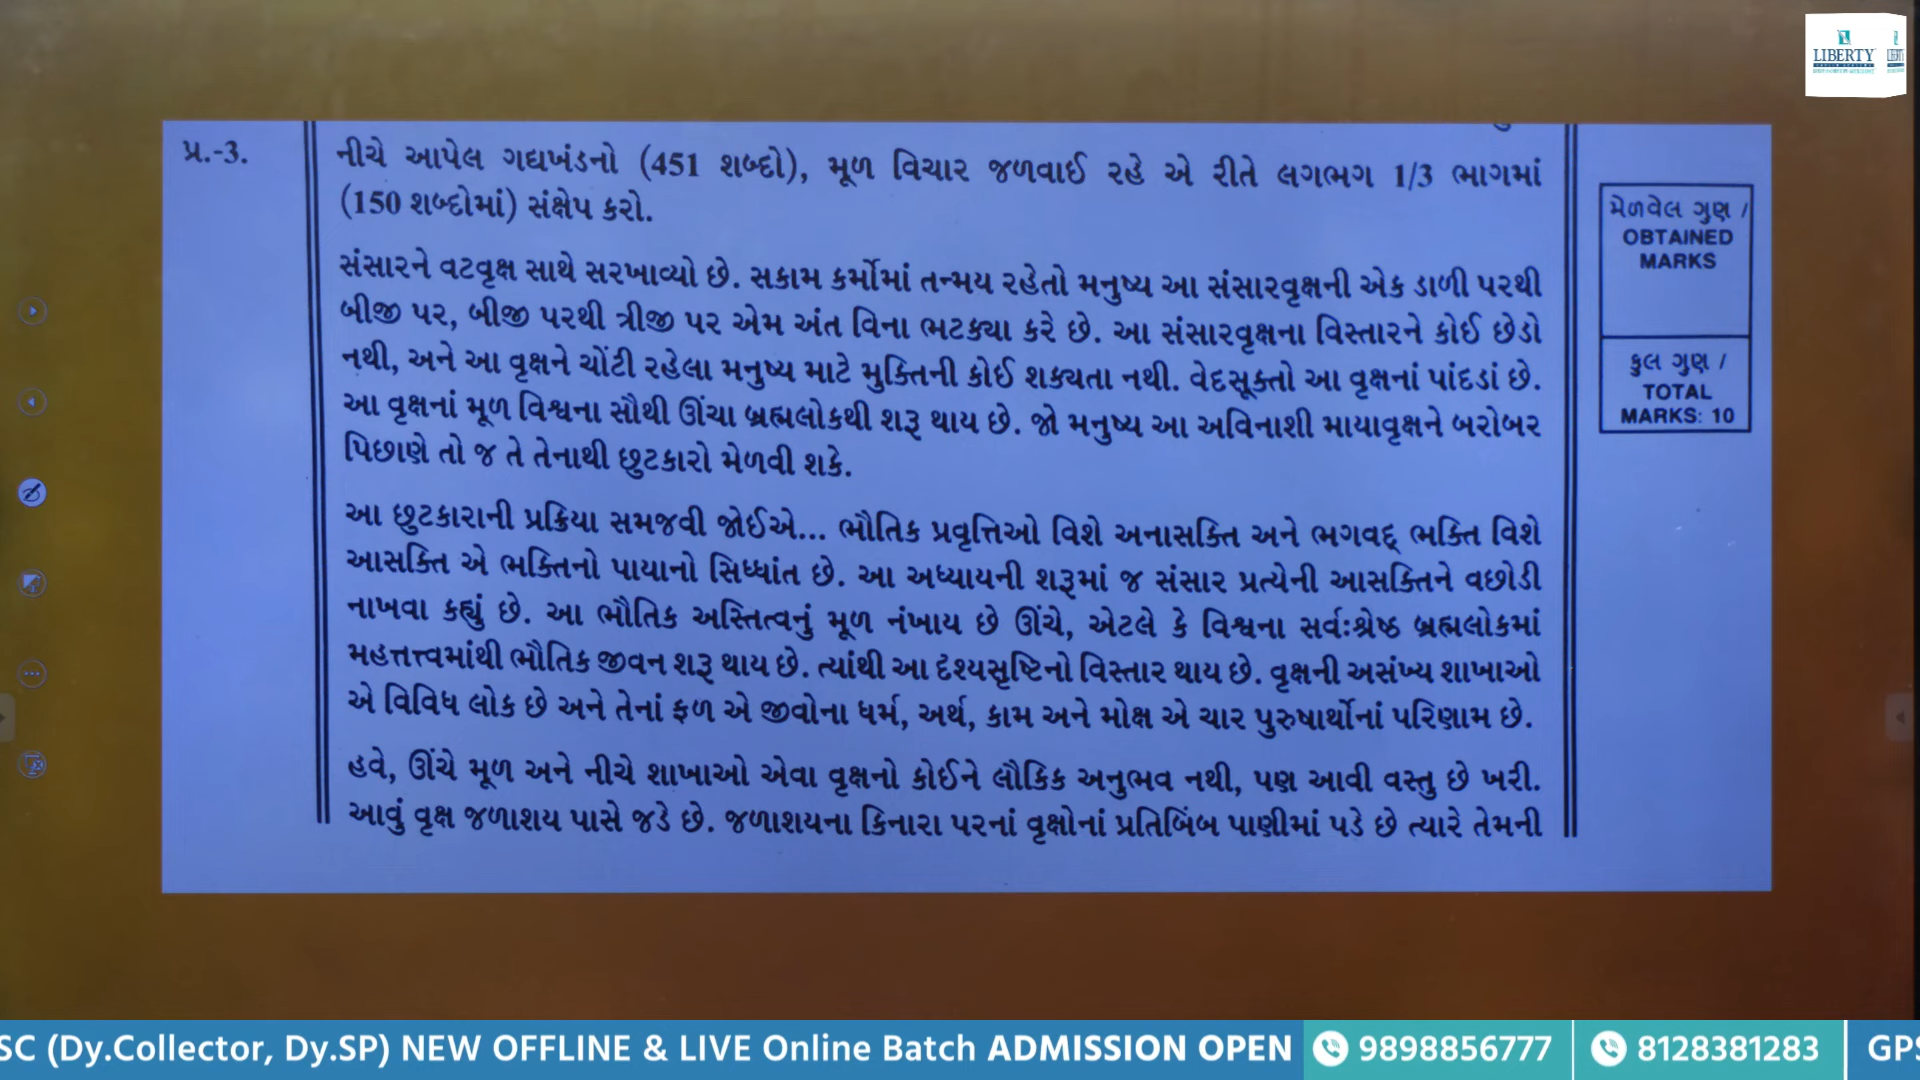 LIBERTY
પ્ર.-3.
નીચે આપેલ ગદ્યખંડનો (451 શબ્દો), મૂળ વિચાર જળવાઈ રહે એ રીતે લગભગ 1/3 ભાગમાં
(150 શબ્દોમાં) સંક્ષેપ કરો.
સંસારને વટવૃક્ષ સાથે સરખાવ્યો છે. સકામ કર્મોમાં તન્મય રહેતો મનુષ્ય આ સંસારવૃક્ષની એક ડાળી પરથી
બીજી પર, બીજી પરથી ત્રીજી પર એમ અંત વિના ભટક્યા કરે છે. આ સંસારવૃક્ષના વિસ્તારને કોઈ છેડો
નથી, અને આ વૃક્ષને ચોંટી રહેલા મનુષ્ય માટે મુક્તિની કોઈ શક્યતા નથી. વેદસૂક્તો આ વૃક્ષનાં પાંદડાં છે.
આ વૃક્ષનાં મૂળ વિશ્વના સૌથી ઊંચા બ્રહ્મલોકથી શરૂ થાય છે. જો મનુષ્ય આ અવિનાશી માયાવૃક્ષને બરોબર
પિછાણે તો જ તે તેનાથી છુટકારો મેળવી શકે.
આ છુટકારાની પ્રક્રિયા સમજવી જોઈએ... ભૌતિક પ્રવૃત્તિઓ વિશે અનાસક્તિ અને ભગવદ્ ભક્તિ વિશે
આસક્તિ એ ભક્તિનો પાયાનો સિધ્ધાંત છે. આ અધ્યાયની શરૂમાં જ સંસાર પ્રત્યેની આસક્તિને વછોડી
નાખવા કહ્યું છે. આ ભૌતિક અસ્તિત્વનું મૂળ નંખાય છે ઊંચે, એટલે કે વિશ્વના સર્વઃશ્રેષ્ઠ બ્રહ્મલોકમાં
મહત્તત્ત્વમાંથી ભૌતિક જીવન શરૂ થાય છે. ત્યાંથી આ દૃશ્યસૃષ્ટિનો વિસ્તાર થાય છે. વૃક્ષની અસંખ્ય શાખાઓ
એ વિવિધ લોક છે અને તેનાં ફળ એ જીવોના ધર્મ, અર્થ, કામ અને મોક્ષ એ ચાર પુરુષાર્થોનાં પરિણામ છે.
હવે, ઊંચે મૂળ અને નીચે શાખાઓ એવા વૃક્ષનો કોઈને લૌકિક અનુભવ નથી, પણ આવી વસ્તુ છે ખરી.
આવું વૃક્ષ જળાશય પાસે જડે છે. જળાશયના કિનારા પરનાં વૃક્ષોનાં પ્રતિબિંબ પાણીમાં પડે છે ત્યારે તેમની
મેળવેલ ગુણ /
OBTAINED
MARKS
કુલ ગુણ /
TOTAL
MARKS: 10
SC (Dy.Collector, Dy.SP) NEW OFFLINE & LIVE Online Batch ADMISSION OPEN 9898856777 8128381283 GPS